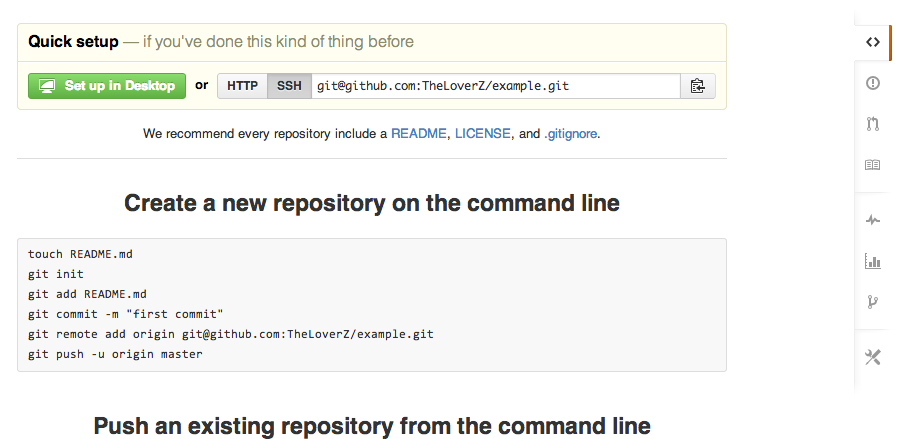 Quick setup — if you've done this kind of thing before
Set up in Desktop or HTTP SSH git@github.com:TheLoverZ/example.git
We recommend every repository include a README, LICENSE, and .gitignore.
Create a new repository on the command line
touch README.md
git init
git add README.md
git commit -m "first commit"
git remote add origin git@github.com:TheLoverZ/example.git
git push -u origin master
Push an existing repository from the command line